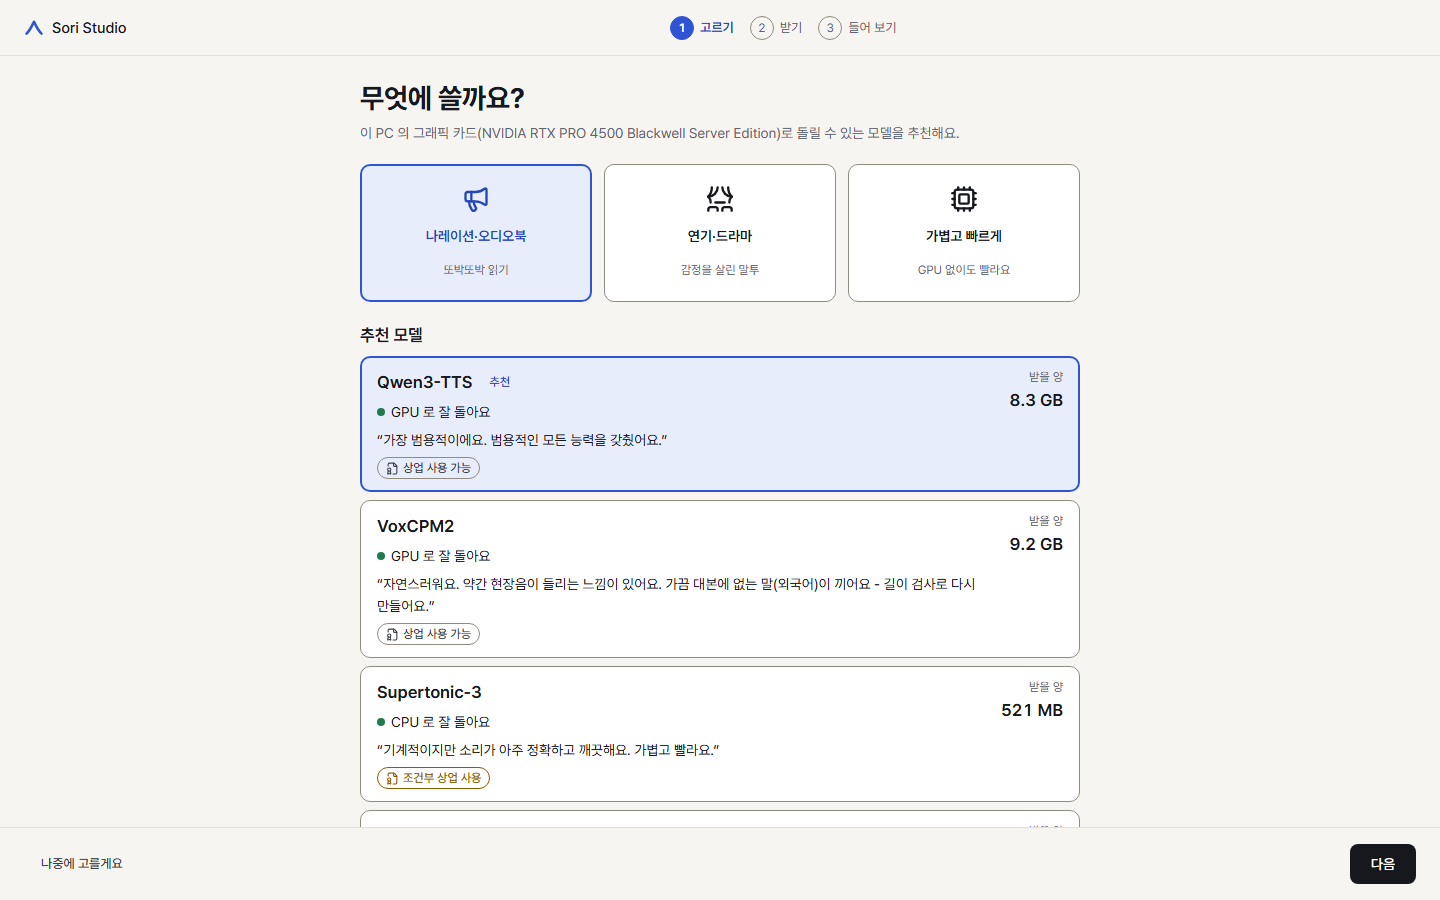 Sori Studio
1 고르기
2 받기
3 들어 보기
무엇에 쓸까요?
이 PC 의 그래픽 카드(NVIDIA RTX PRO 4500 Blackwell Server Edition)로 돌릴 수 있는 모델을 추천해요.
나레이션·오디오북
또박또박 읽기
연기·드라마
감정을 살린 말투
가볍고 빠르게
GPU 없이도 빨라요
추천 모델
Qwen3-TTS 추천
받을 양
8.3 GB
GPU 로 잘 돌아요
“가장 범용적이에요. 범용적인 모든 능력을 갖췄어요.”
상업 사용 가능
VoxCPM2
받을 양
9.2 GB
GPU 로 잘 돌아요
“자연스러워요. 약간 현장음이 들리는 느낌이 있어요. 가끔 대본에 없는 말(외국어)이 끼어요 - 길이 검사로 다시
만들어요.”
상업 사용 가능
Supertonic-3
받을 양
521 MB
CPU 로 잘 돌아요
“기계적이지만 소리가 아주 정확하고 깨끗해요. 가볍고 빨라요.”
조건부 상업 사용
나중에 고를게요
다음